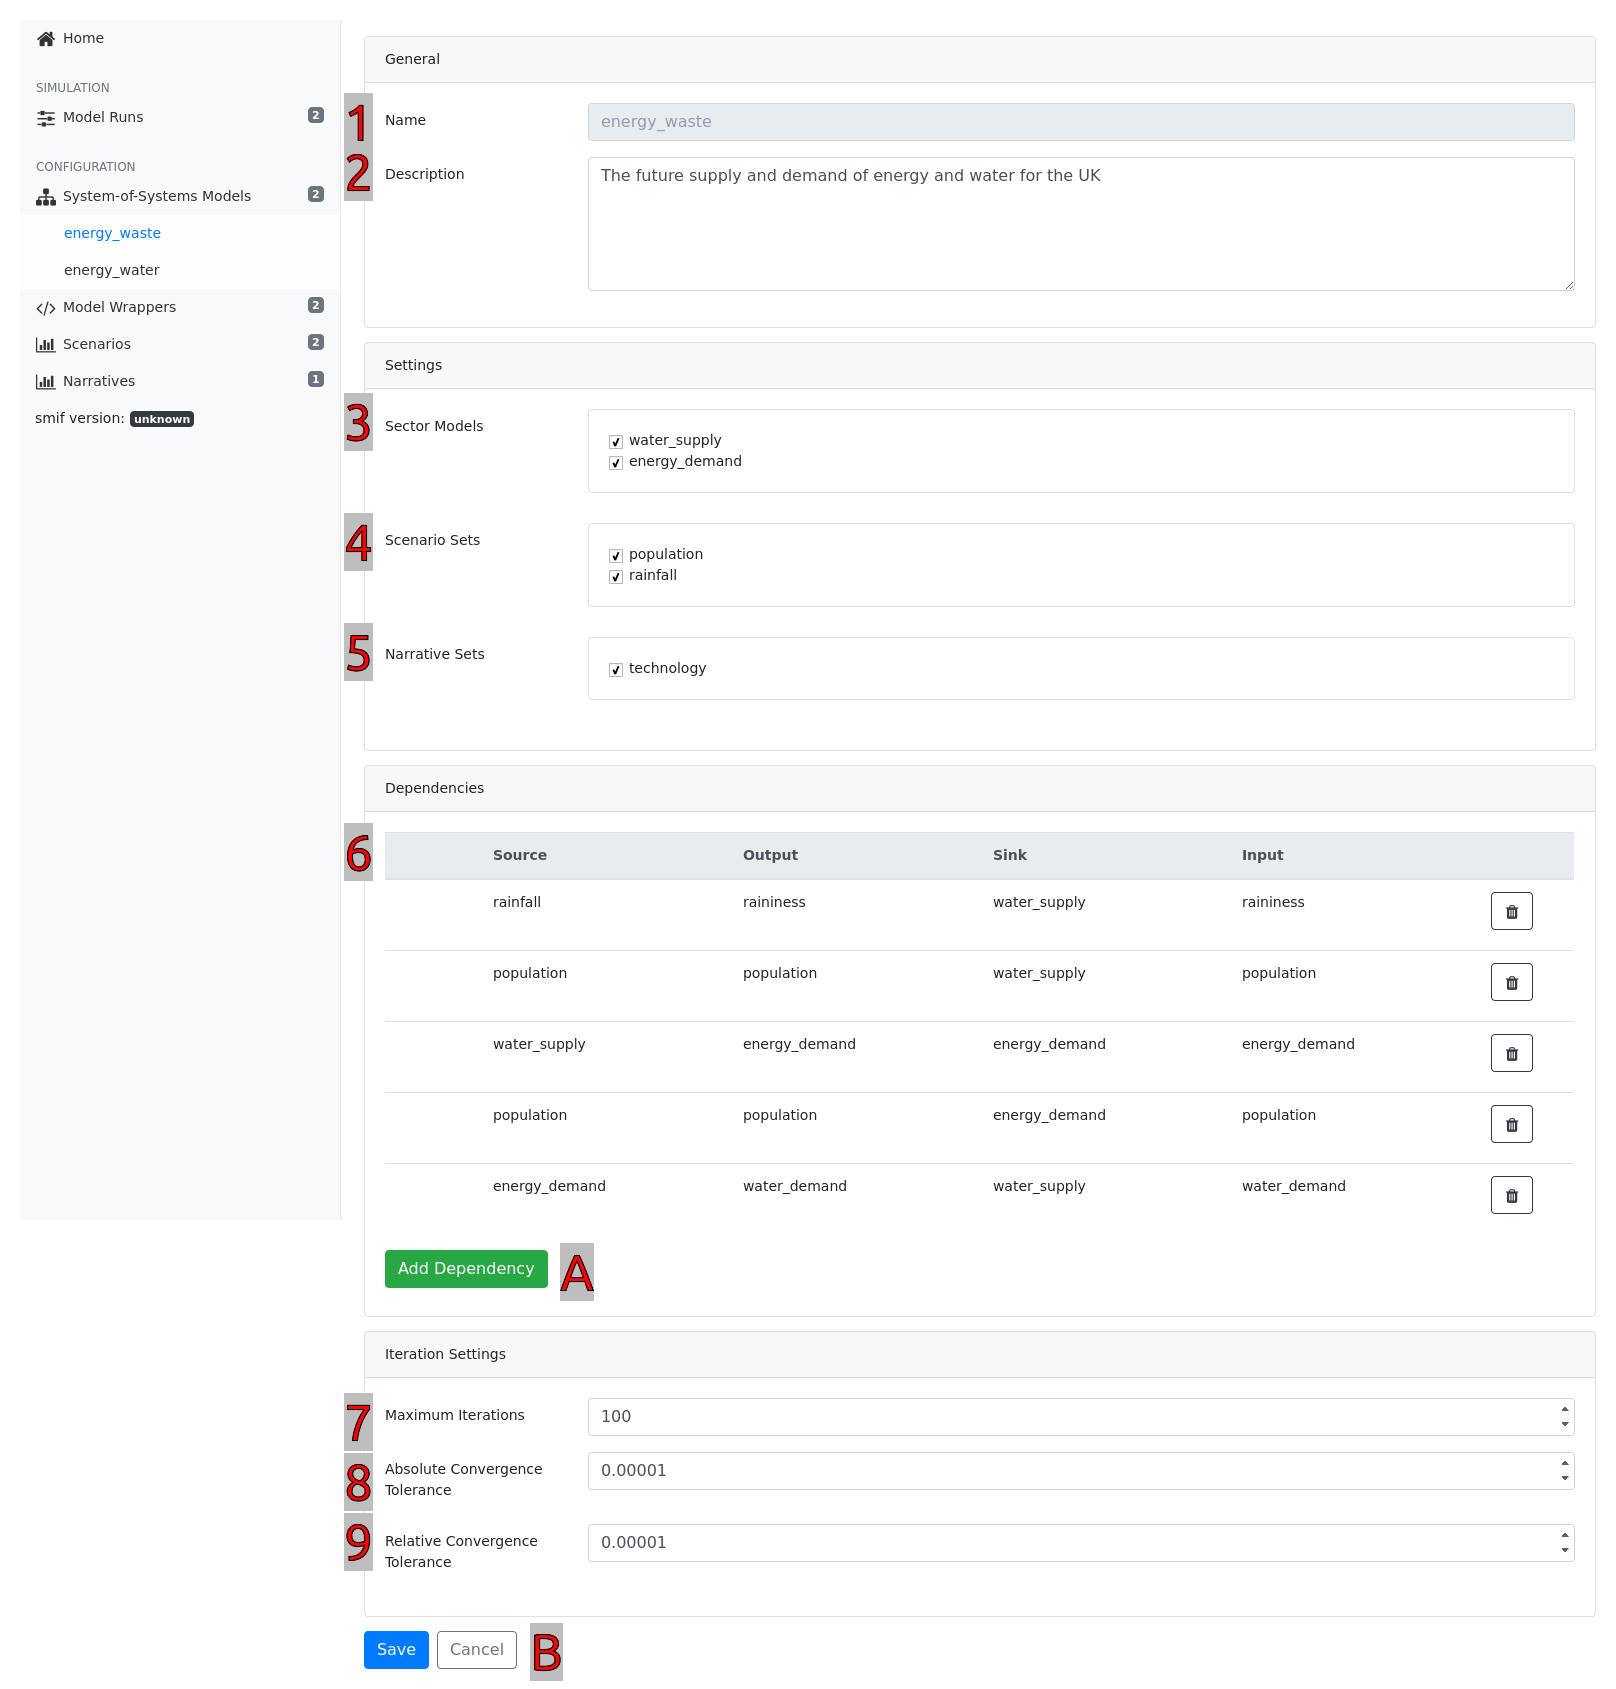 Home
SIMULATION
Model Runs 2
CONFIGURATION
System-of-Systems Models 2
energy_waste
energy_water
Model Wrappers 2
Scenarios 2
Narratives 1
smif version: unknown
General
1 Name energy_waste
2 Description The future supply and demand of energy and water for the UK
Settings
3 Sector Models
water_supply
energy_demand
4 Scenario Sets
population
rainfall
5 Narrative Sets
technology
Dependencies
6 Source Output Sink Input
rainfall raininess water_supply raininess
population population water_supply population
water_supply energy_demand energy_demand energy_demand
population population energy_demand population
energy_demand water_demand water_supply water_demand
Add Dependency A
Iteration Settings
7 Maximum Iterations 100
8 Absolute Convergence Tolerance 0.00001
9 Relative Convergence Tolerance 0.00001
Save Cancel B